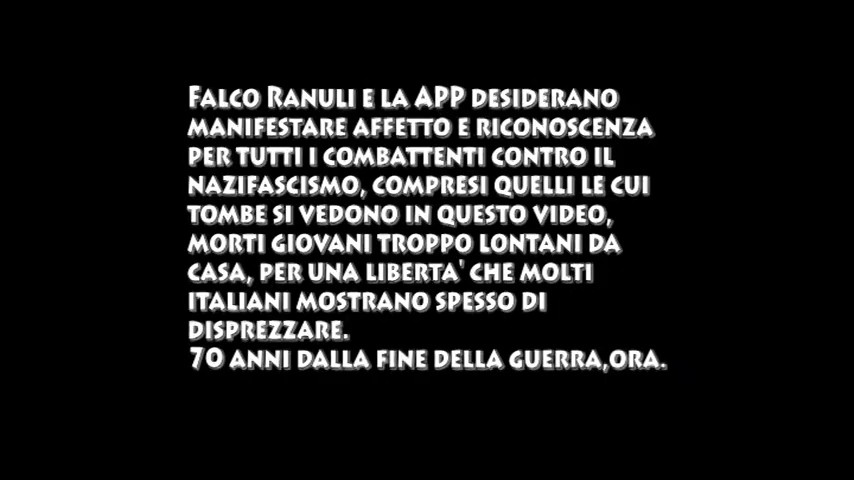 Falco Ranuli e la APP desiderano
manifestare affetto e riconoscenza
per tutti i combattenti contro il
nazifascismo, compresi quelli le cui
tombe si vedono in questo video,
morti giovani troppo lontani da
casa, per una liberta' che molti
italiani mostrano spesso di
disprezzare.
70 anni dalla fine della guerra,ora.